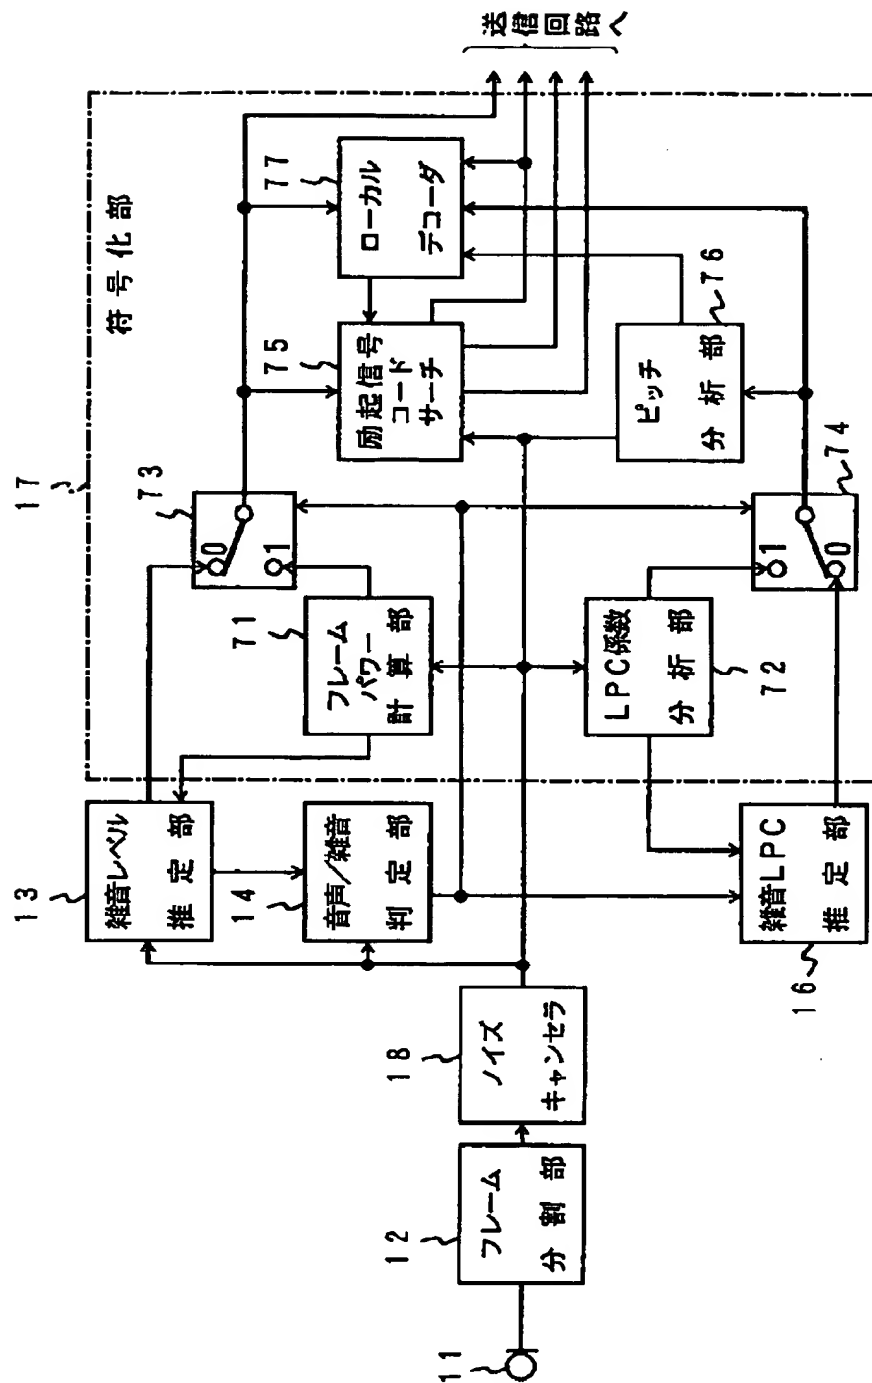 17
符号化部
13
雑音レベル
推定部
14
音声/雑音
判定部
71
フレーム
パワー
計算部
73
0
1
75
励起信号
コード
サーチ
77
ローカル
デコーダ
送信回路へ
11
12
フレーム
分割部
18
ノイズ
キャンセラ
16
雑音LPC
推定部
72
LPC係数
分析部
74
1
0
76
ピッチ
分析部